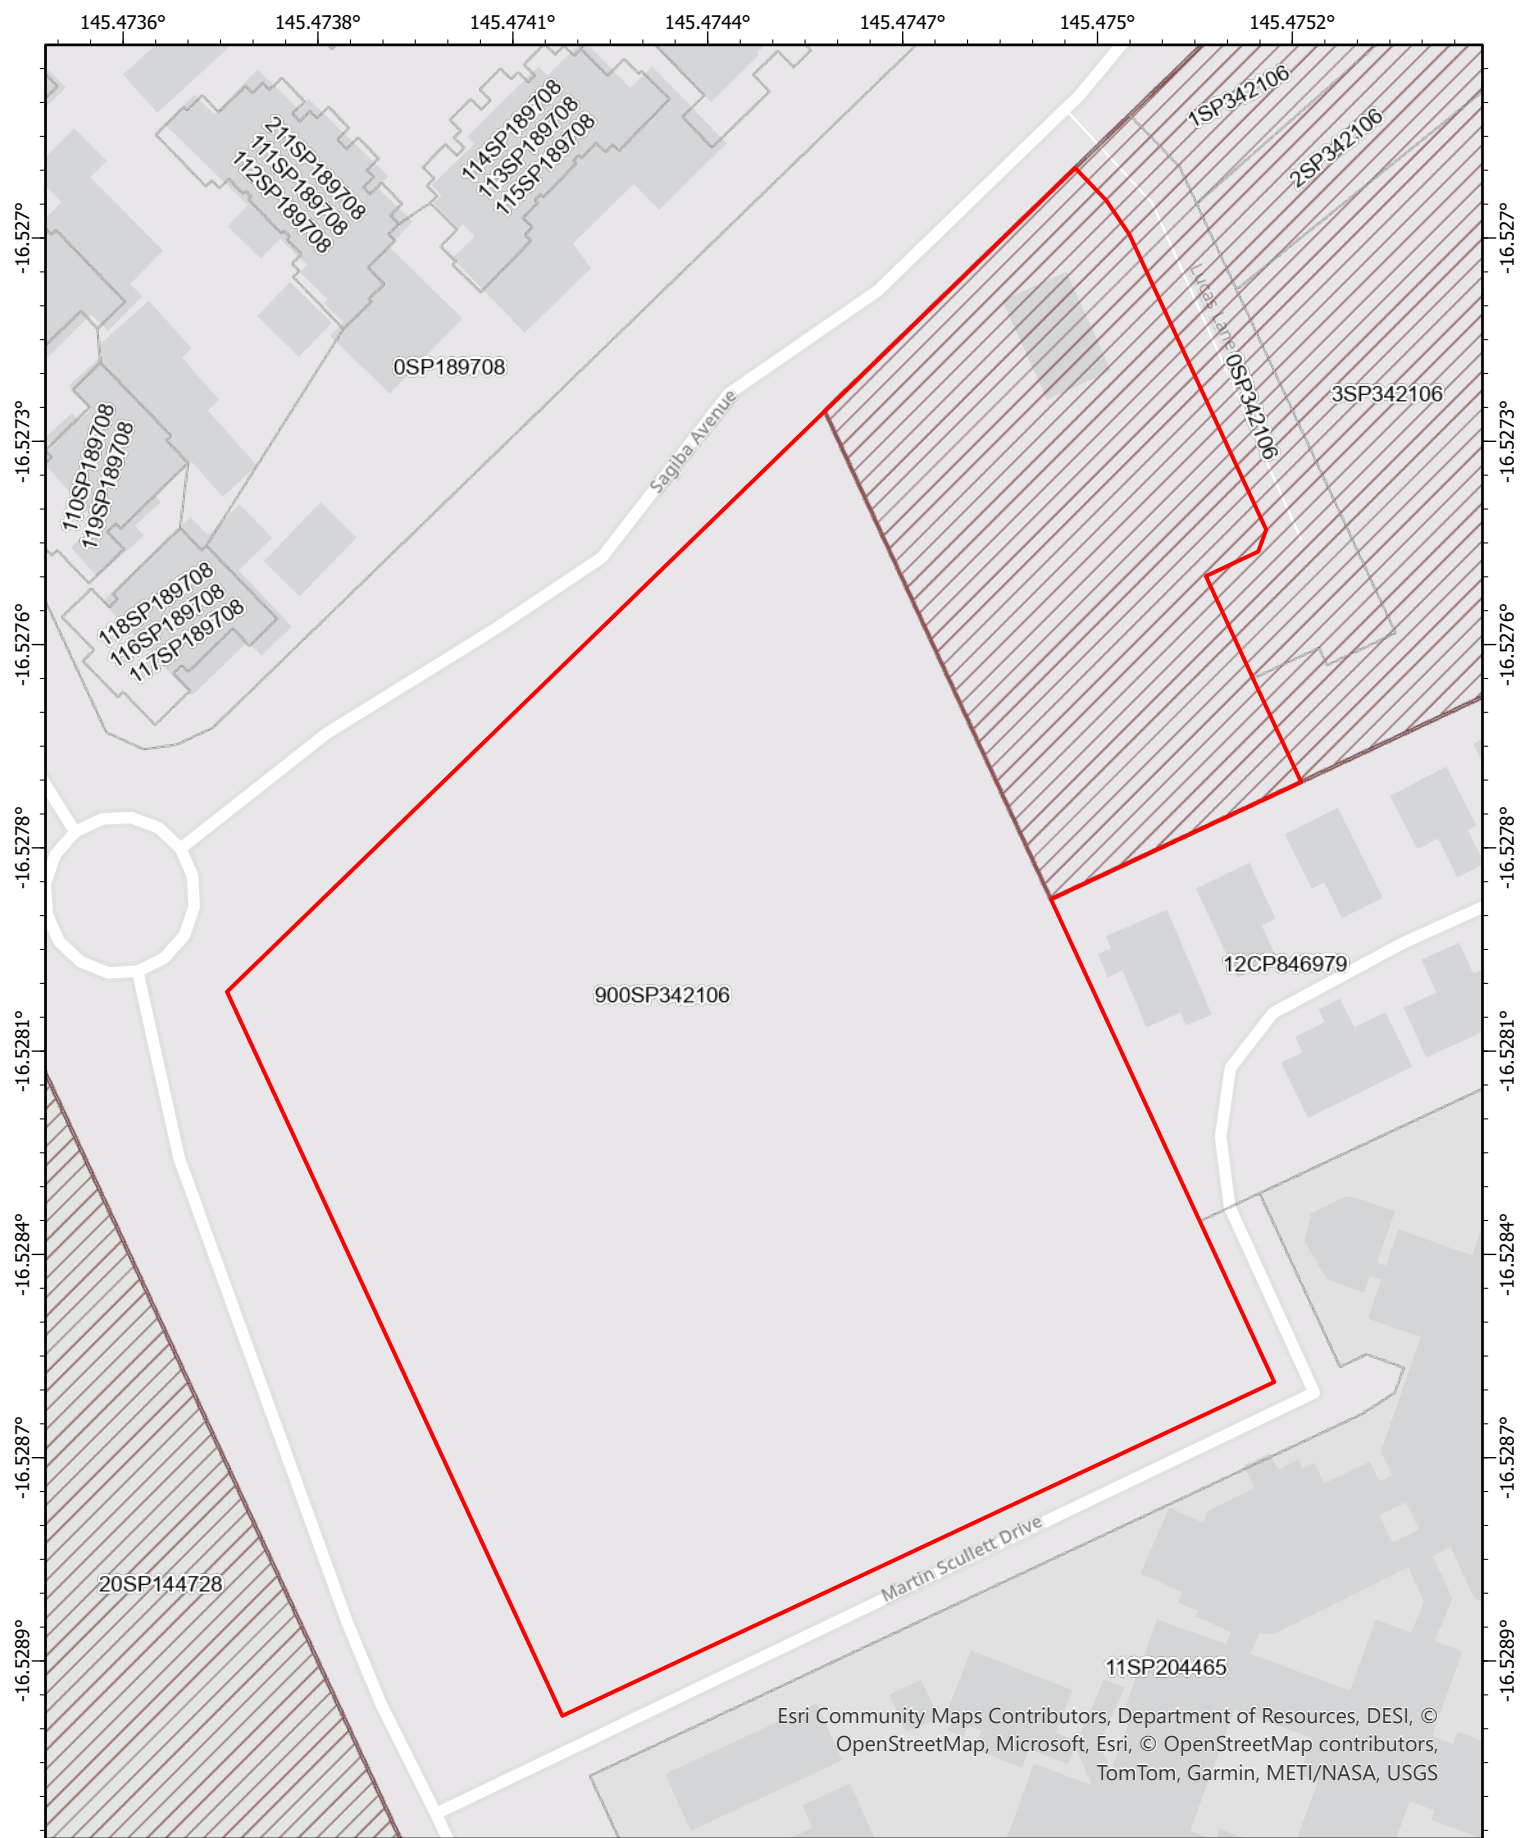 145.4736°
145.4738°
145.4741°
145.4744°
145.4747°
145.475°
145.4752°
211SP189708
111SP189708
112SP189708
114SP189708
113SP189708
115SP189708
1SP342106
2SP342106
-16.527°
-16.527°
Lucas Lane
0SP189708
0SP342106
3SP342106
Sagiba Avenue
-16.5273°
-16.5273°
110SP189708
119SP189708
118SP189708
116SP189708
117SP189708
-16.5276°
-16.5276°
-16.5278°
-16.5278°
12CP846979
900SP342106
-16.5281°
-16.5281°
-16.5284°
-16.5284°
-16.5287°
-16.5287°
Martin Scullett Drive
20SP144728
-16.5289°
-16.5289°
11SP204465
Esri Community Maps Contributors, Department of Resources, DESI, ©
OpenStreetMap, Microsoft, Esri, © OpenStreetMap contributors,
TomTom, Garmin, METI/NASA, USGS